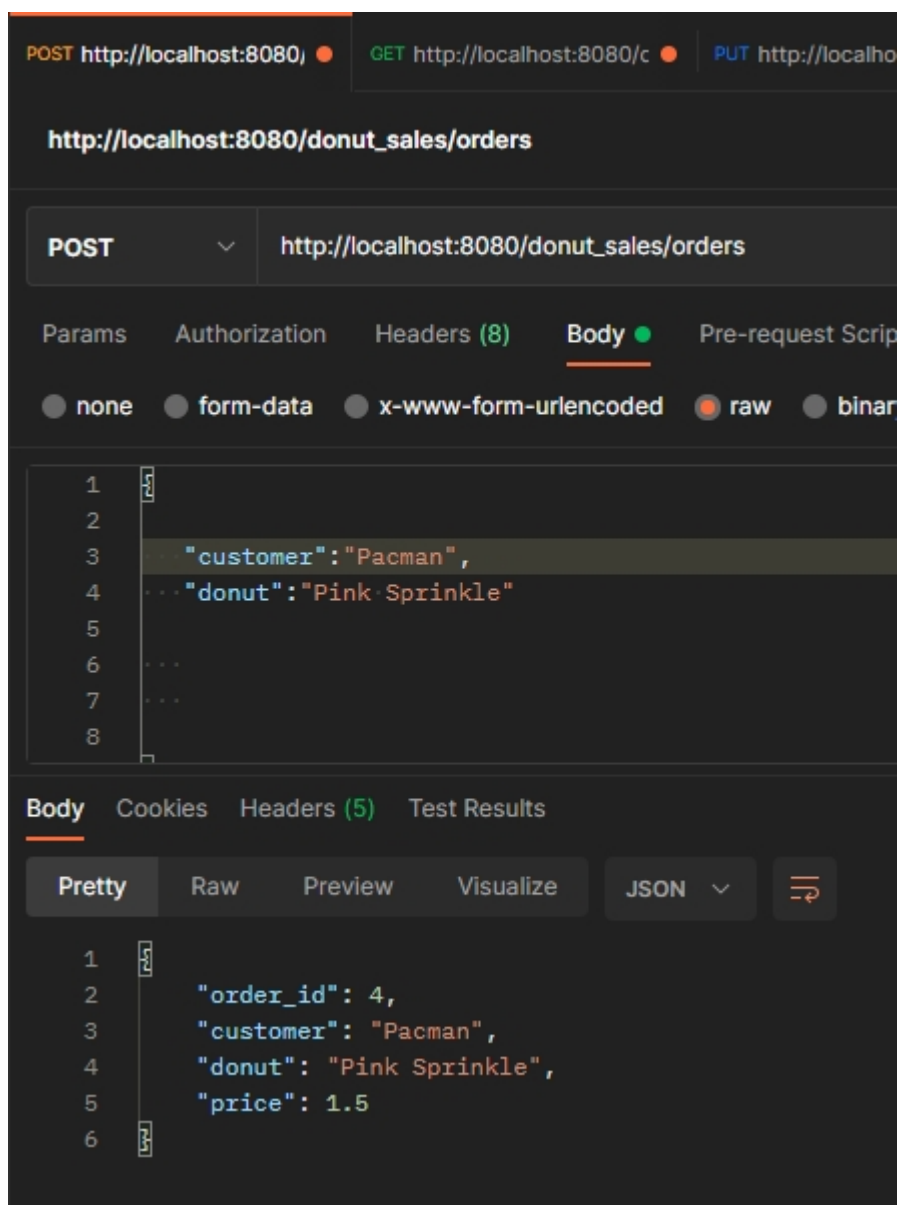 POST http://localhost:8080/ GET http://localhost:8080/c PUT http://localho
http://localhost:8080/donut_sales/orders
POST http://localhost:8080/donut_sales/orders
Params Authorization Headers (8) Body Pre-request Scrip
none form-data x-www-form-urlencoded raw binar
1 {
2
3 "customer":"Pacman",
4 "donut":"Pink Sprinkle"
5
6
7
8
Body Cookies Headers (5) Test Results
Pretty Raw Preview Visualize JSON
1 {
2 "order_id": 4,
3 "customer": "Pacman",
4 "donut": "Pink Sprinkle",
5 "price": 1.5
6 }